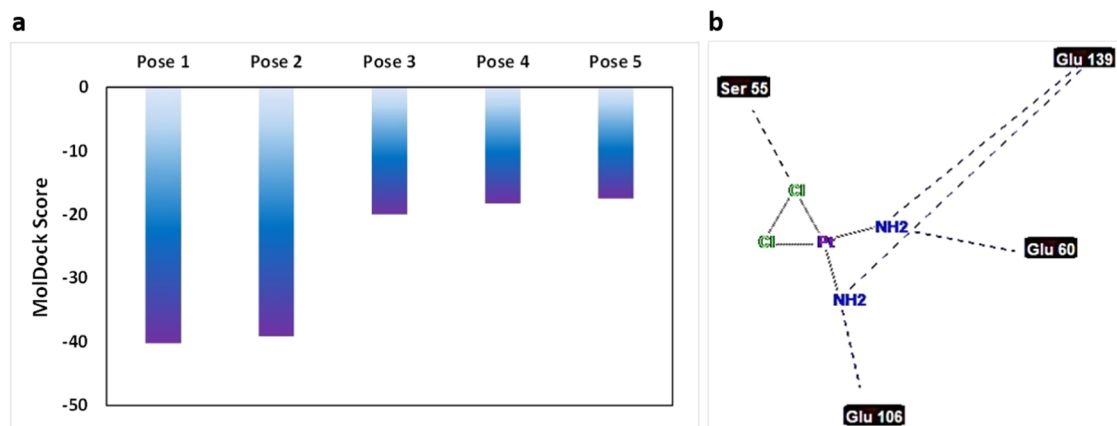 a
Pose 1 Pose 2 Pose 3 Pose 4 Pose 5
0
-10
-20
-30
-40
-50
MolDock Score
b
Glu 139
Ser 55
Cl
NH2
Cl Pt
Glu 60
NH2
Glu 106